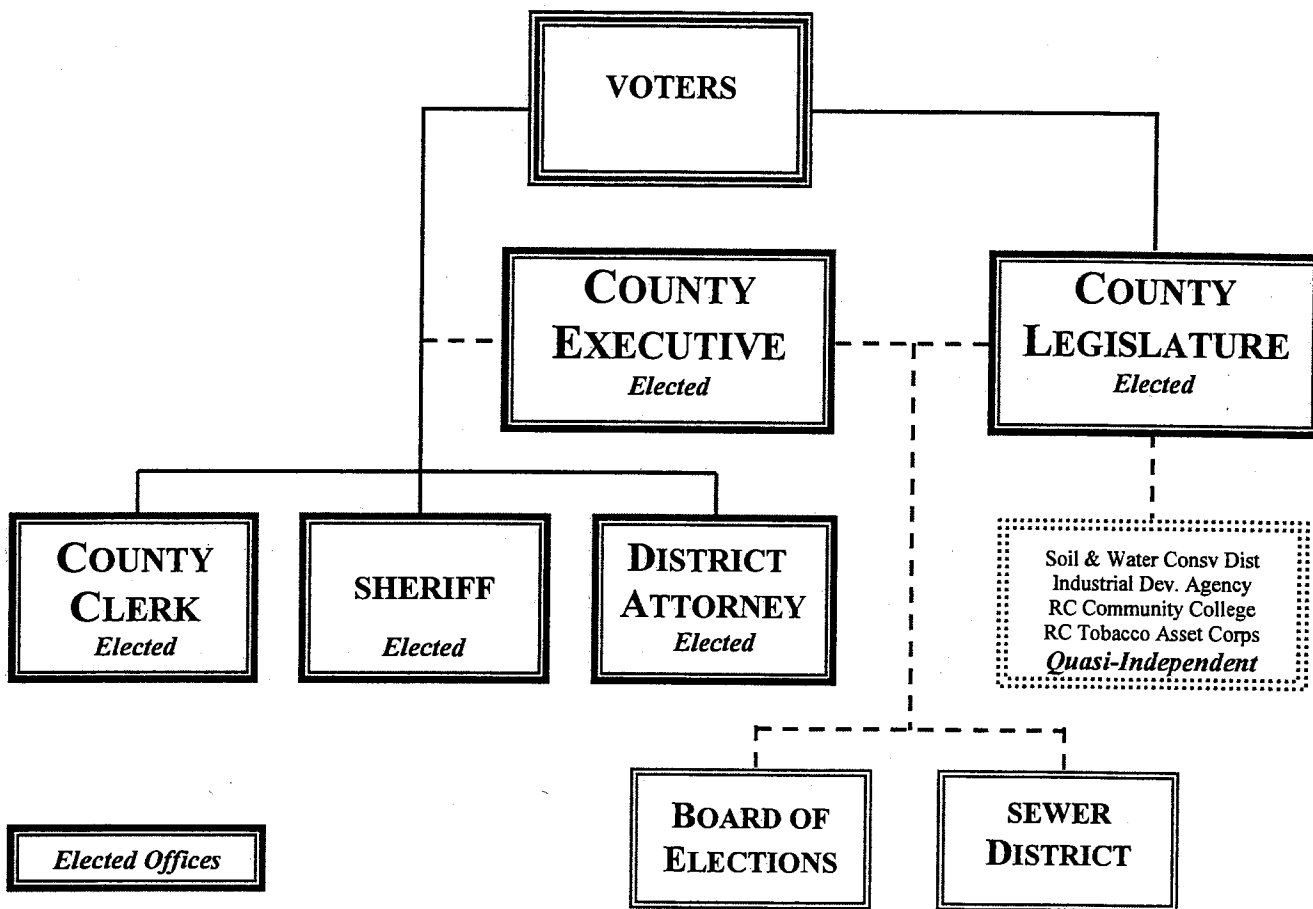 VOTERS
COUNTY
EXECUTIVE
Elected
COUNTY
LEGISLATURE
Elected
COUNTY
CLERK
Elected
SHERIFF
Elected
DISTRICT
ATTORNEY
Elected
Soil & Water Consv Dist
Industrial Dev. Agency
RC Community College
RC Tobacco Asset Corps
Quasi-Independent
BOARD OF
ELECTIONS
SEWER
DISTRICT
Elected Offices